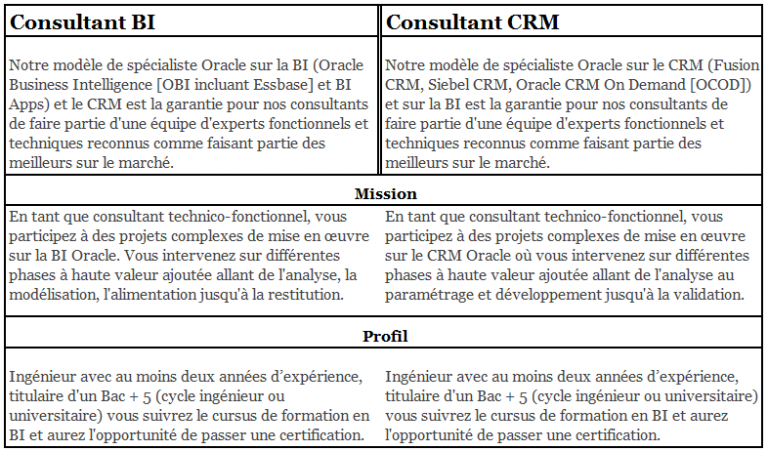 Consultant BI
Notre modèle de spécialiste Oracle sur la BI (Oracle
Business Intelligence [OBI incluant Essbase] et BI
Apps) et le CRM est la garantie pour nos consultants
de faire partie d'une équipe d'experts fonctionnels et
techniques reconnus comme faisant partie des
meilleurs sur le marché.
Consultant CRM
Notre modèle de spécialiste Oracle sur le CRM (Fusion
CRM, Siebel CRM, Oracle CRM On Demand [OCOD])
et sur la BI est la garantie pour nos consultants de
faire partie d'une équipe d'experts fonctionnels et
techniques reconnus comme faisant partie des
meilleurs sur le marché.
Mission
En tant que consultant technico-fonctionnel, vous
participez à des projets complexes de mise en œuvre
sur la BI Oracle. Vous intervenez sur différentes
phases à haute valeur ajoutée allant de l'analyse, la
modélisation, l'alimentation jusqu'à la restitution.
En tant que consultant technico-fonctionnel, vous
participez à des projets complexes de mise en œuvre
sur le CRM Oracle où vous intervenez sur différentes
phases à haute valeur ajoutée allant de l'analyse au
paramétrage et développement jusqu'à la validation.
Profil
Ingénieur avec au moins deux années d’expérience,
titulaire d'un Bac + 5 (cycle ingénieur ou
universitaire) vous suivrez le cursus de formation en
BI et aurez l'opportunité de passer une certification.
Ingénieur avec au moins deux années d’expérience,
titulaire d'un Bac + 5 (cycle ingénieur ou universitaire)
vous suivrez le cursus de formation en BI et aurez
l'opportunité de passer une certification.